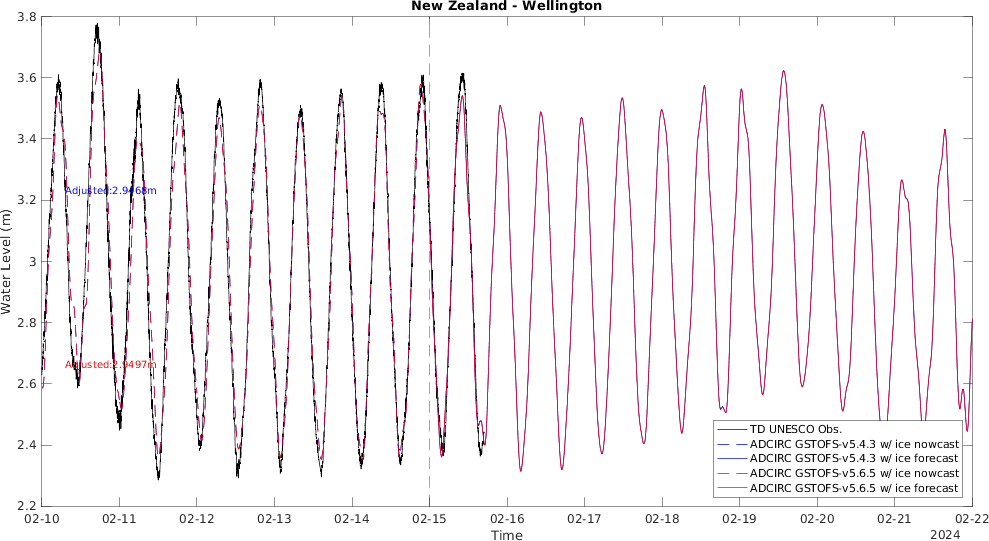 New Zealand - Wellington
3.8
3.6
3.4
3.2
3
2.8
2.6
2.4
2.2
Water Level (m)
Adjusted:2.9468m
Adjusted:2.9497m
TD UNESCO Obs.
ADCIRC GSTOFS-v5.4.3 w/ ice nowcast
ADCIRC GSTOFS-v5.4.3 w/ ice forecast
ADCIRC GSTOFS-v5.6.5 w/ ice nowcast
ADCIRC GSTOFS-v5.6.5 w/ ice forecast
02-10 02-11 02-12 02-13 02-14 02-15 02-16 02-17 02-18 02-19 02-20 02-21 02-22
Time
2024